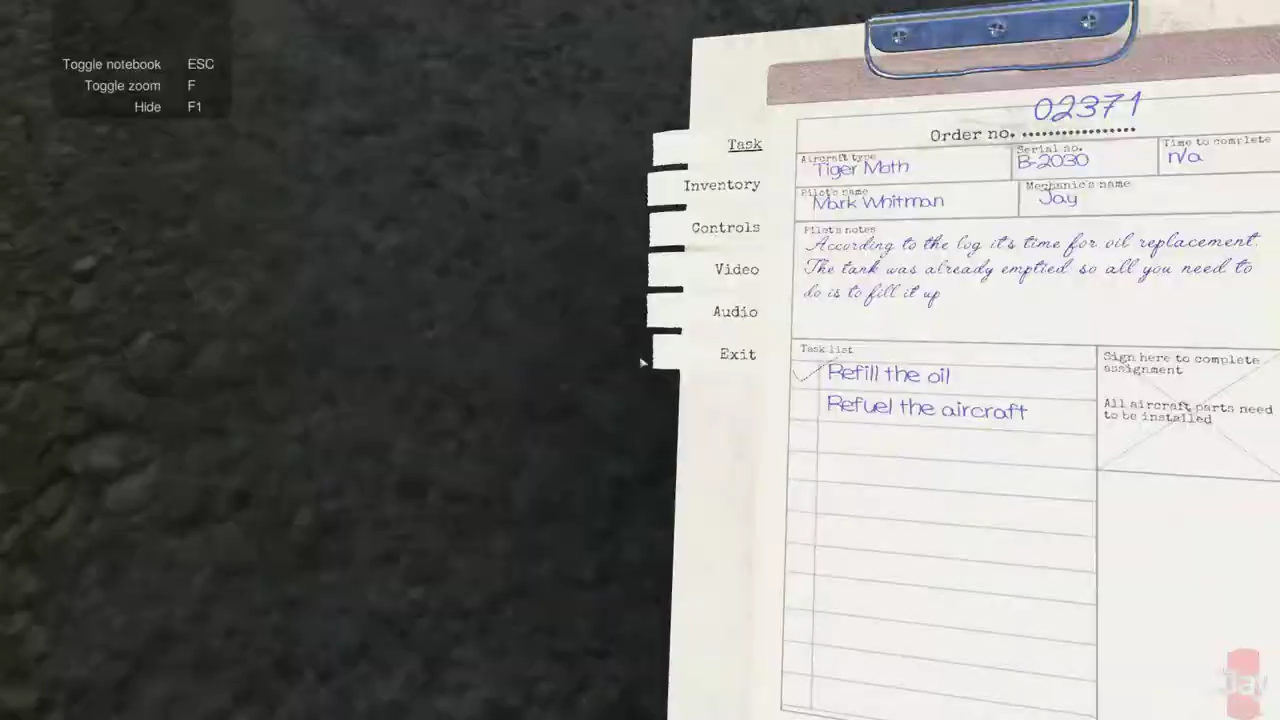 Toggle notebook ESC
Toggle zoom F
Hide F1
Task
Inventory
Controls
Video
Audio
Exit
02371
Order no. ..................
Aircraft type
Tiger Moth
Serial no.
B-2030
Time to complete
n/a
Pilot's name
Mark Whitman
Mechanic's name
Jay
Pilot's notes
According to the log it's time for oil replacement.
The tank was already emptied so all you need to
do is to fill it up
Task list
Refill the oil
Refuel the aircraft
Sign here to complete
assignment
All aircraft parts need
to be installed